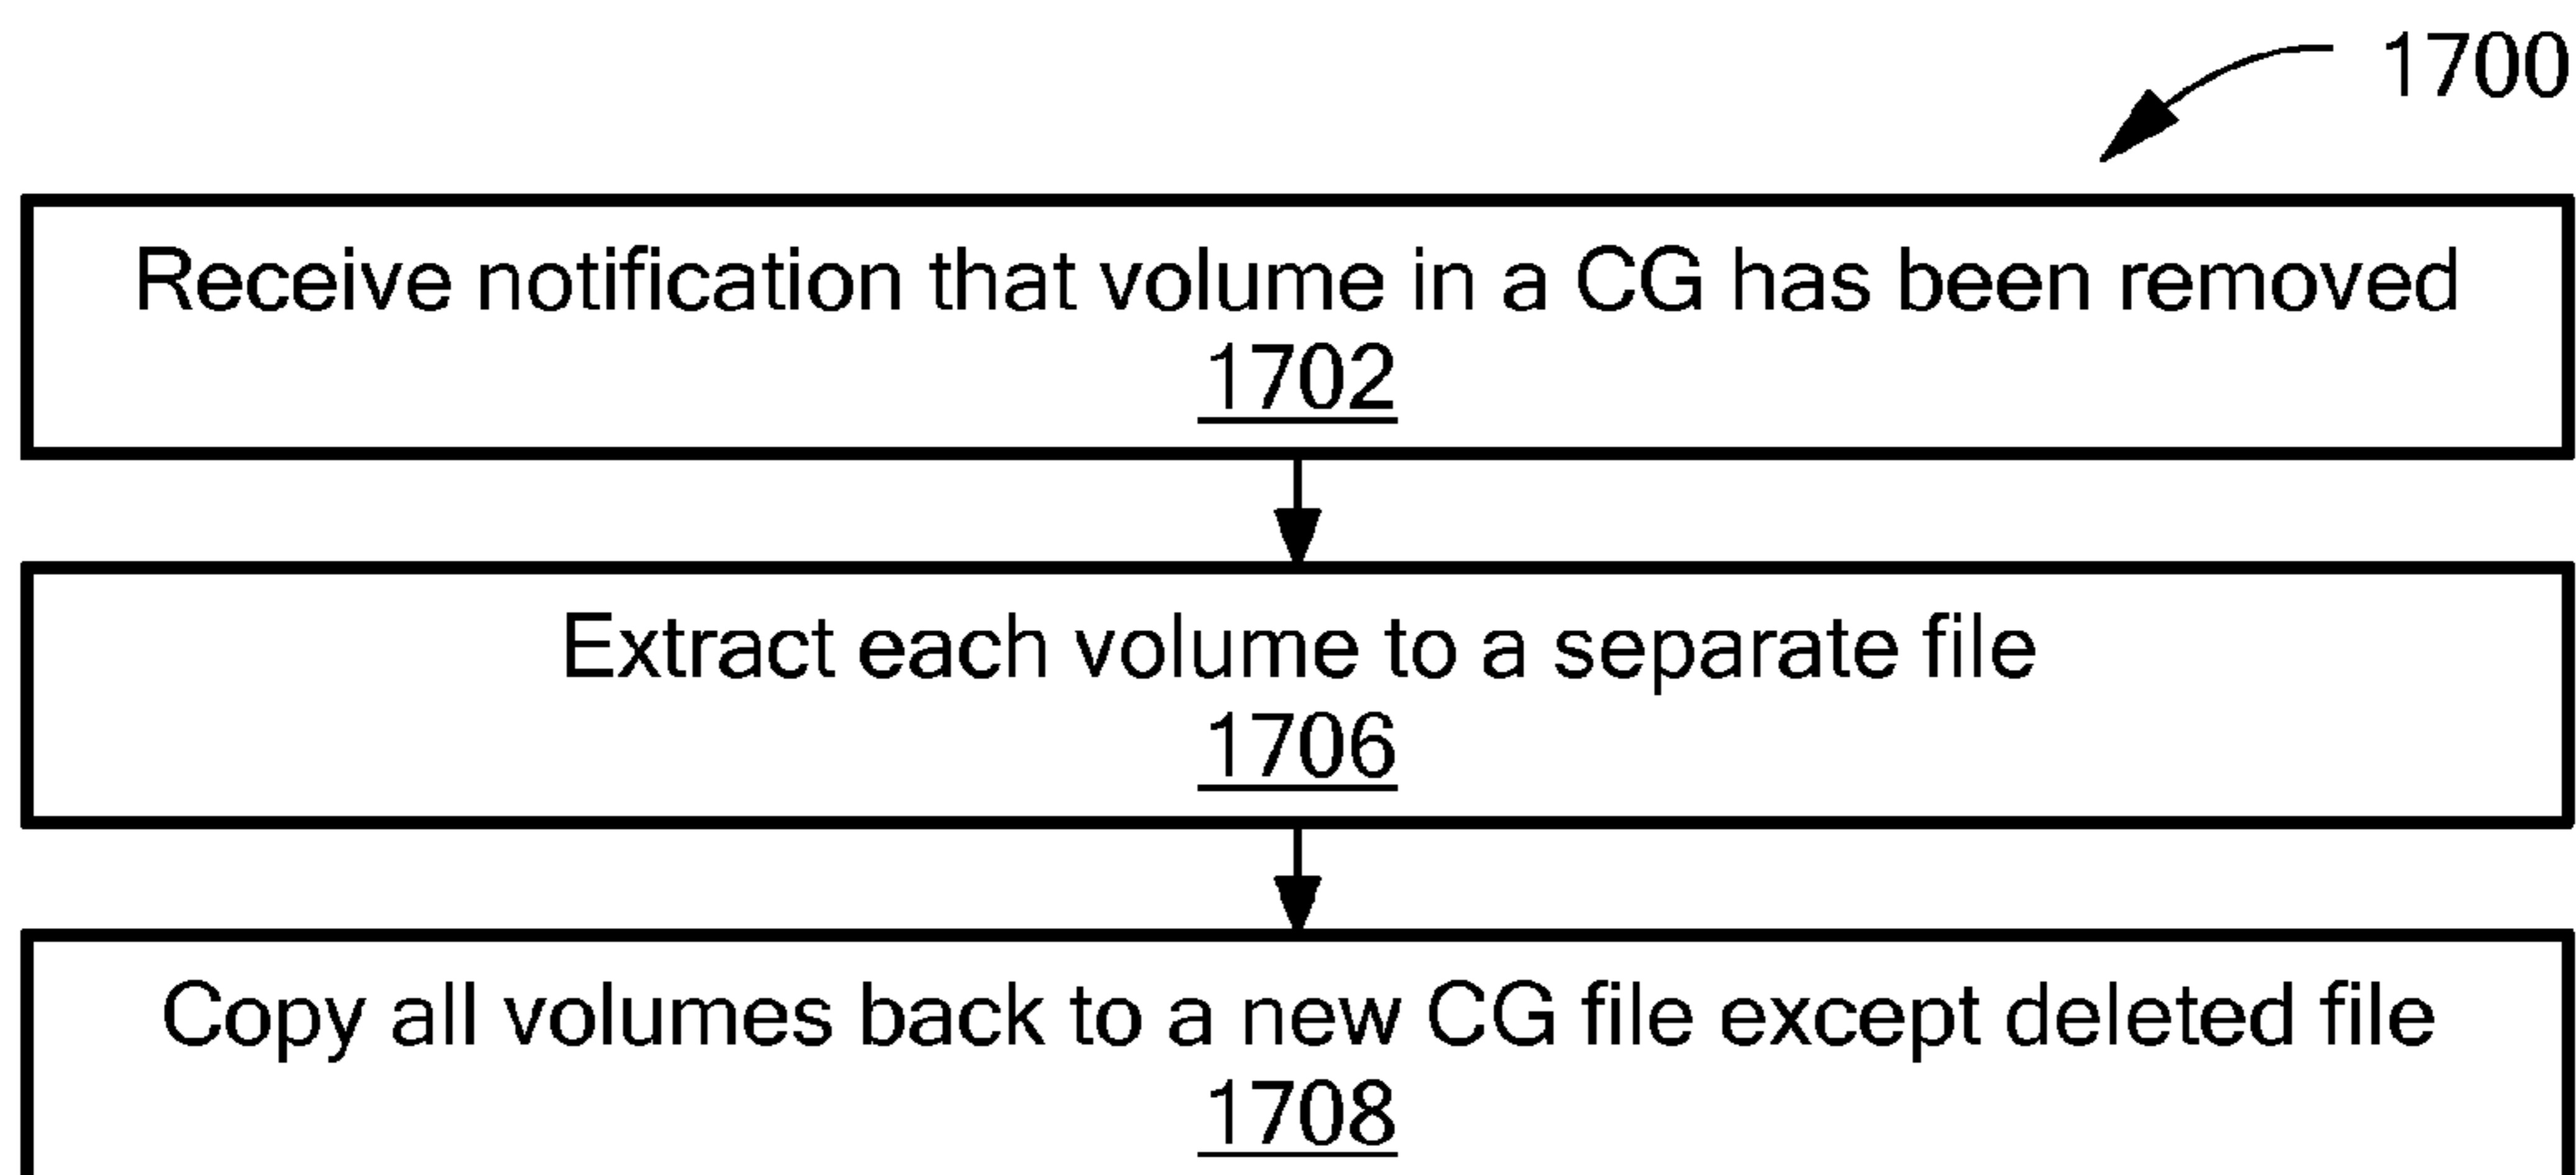 1700
Receive notification that volume in a CG has been removed
1702
Extract each volume to a separate file
1706
Copy all volumes back to a new CG file except deleted file
1708